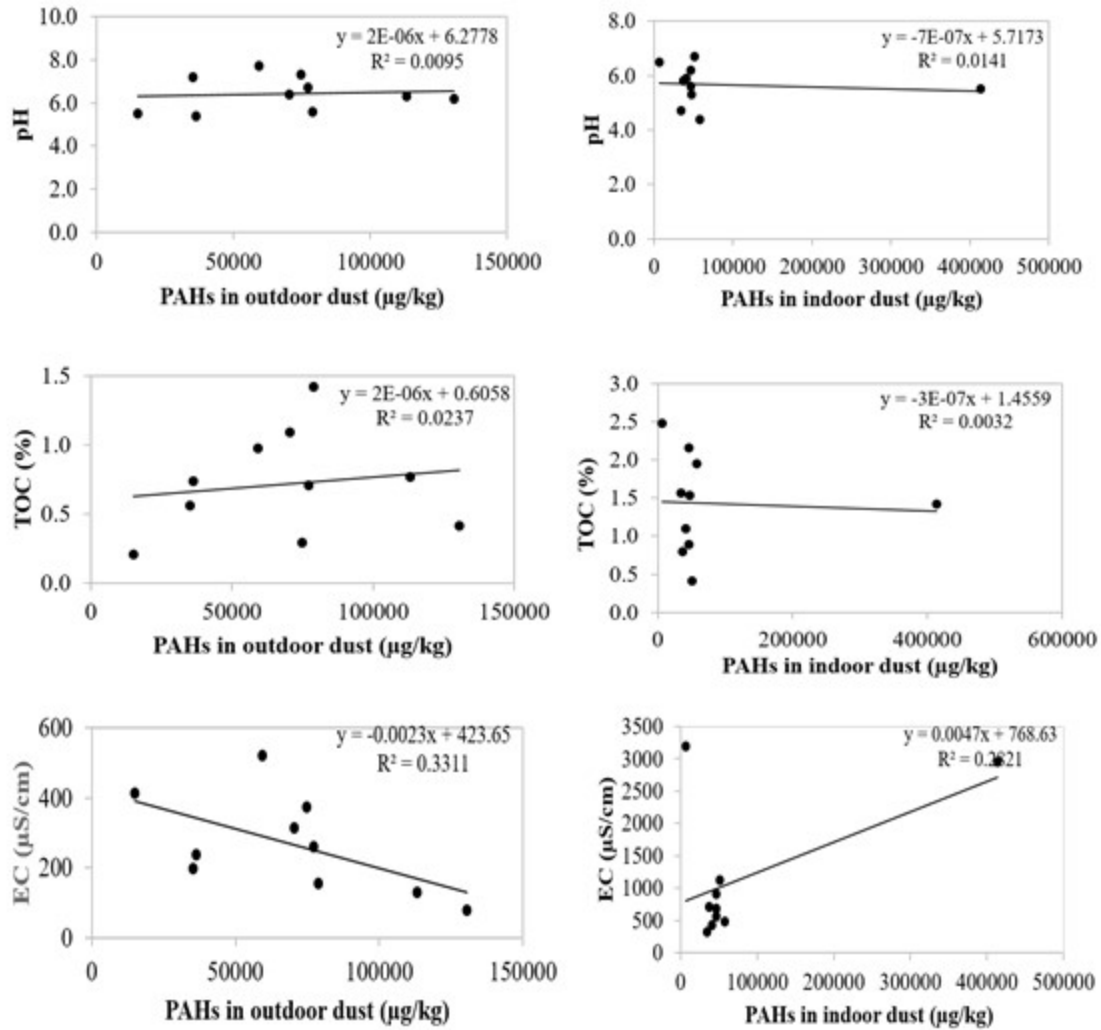 10.0
8.0
6.0
4.0
2.0
0.0
pH
y = 2E-06x + 6.2778
R² = 0.0095
0 50000 100000 150000
PAHs in outdoor dust (µg/kg)
8.0
6.0
4.0
2.0
0.0
pH
y = -7E-07x + 5.7173
R² = 0.0141
0 100000 200000 300000 400000 500000
PAHs in indoor dust (µg/kg)
1.5
1.0
0.5
0.0
TOC (%)
y = 2E-06x + 0.6058
R² = 0.0237
0 50000 100000 150000
PAHs in outdoor dust (µg/kg)
3.0
2.5
2.0
1.5
1.0
0.5
0.0
TOC (%)
y = -3E-07x + 1.4559
R² = 0.0032
0 200000 400000 600000
PAHs in indoor dust (µg/kg)
600
400
200
0
EC (µS/cm)
y = -0.0023x + 423.65
R² = 0.3311
0 50000 100000 150000
PAHs in outdoor dust (µg/kg)
3500
3000
2500
2000
1500
1000
500
0
EC (µS/cm)
y = 0.0047x + 768.63
R² =
0 100000 200000 300000 400000 500000
PAHs in indoor dust (µg/kg)